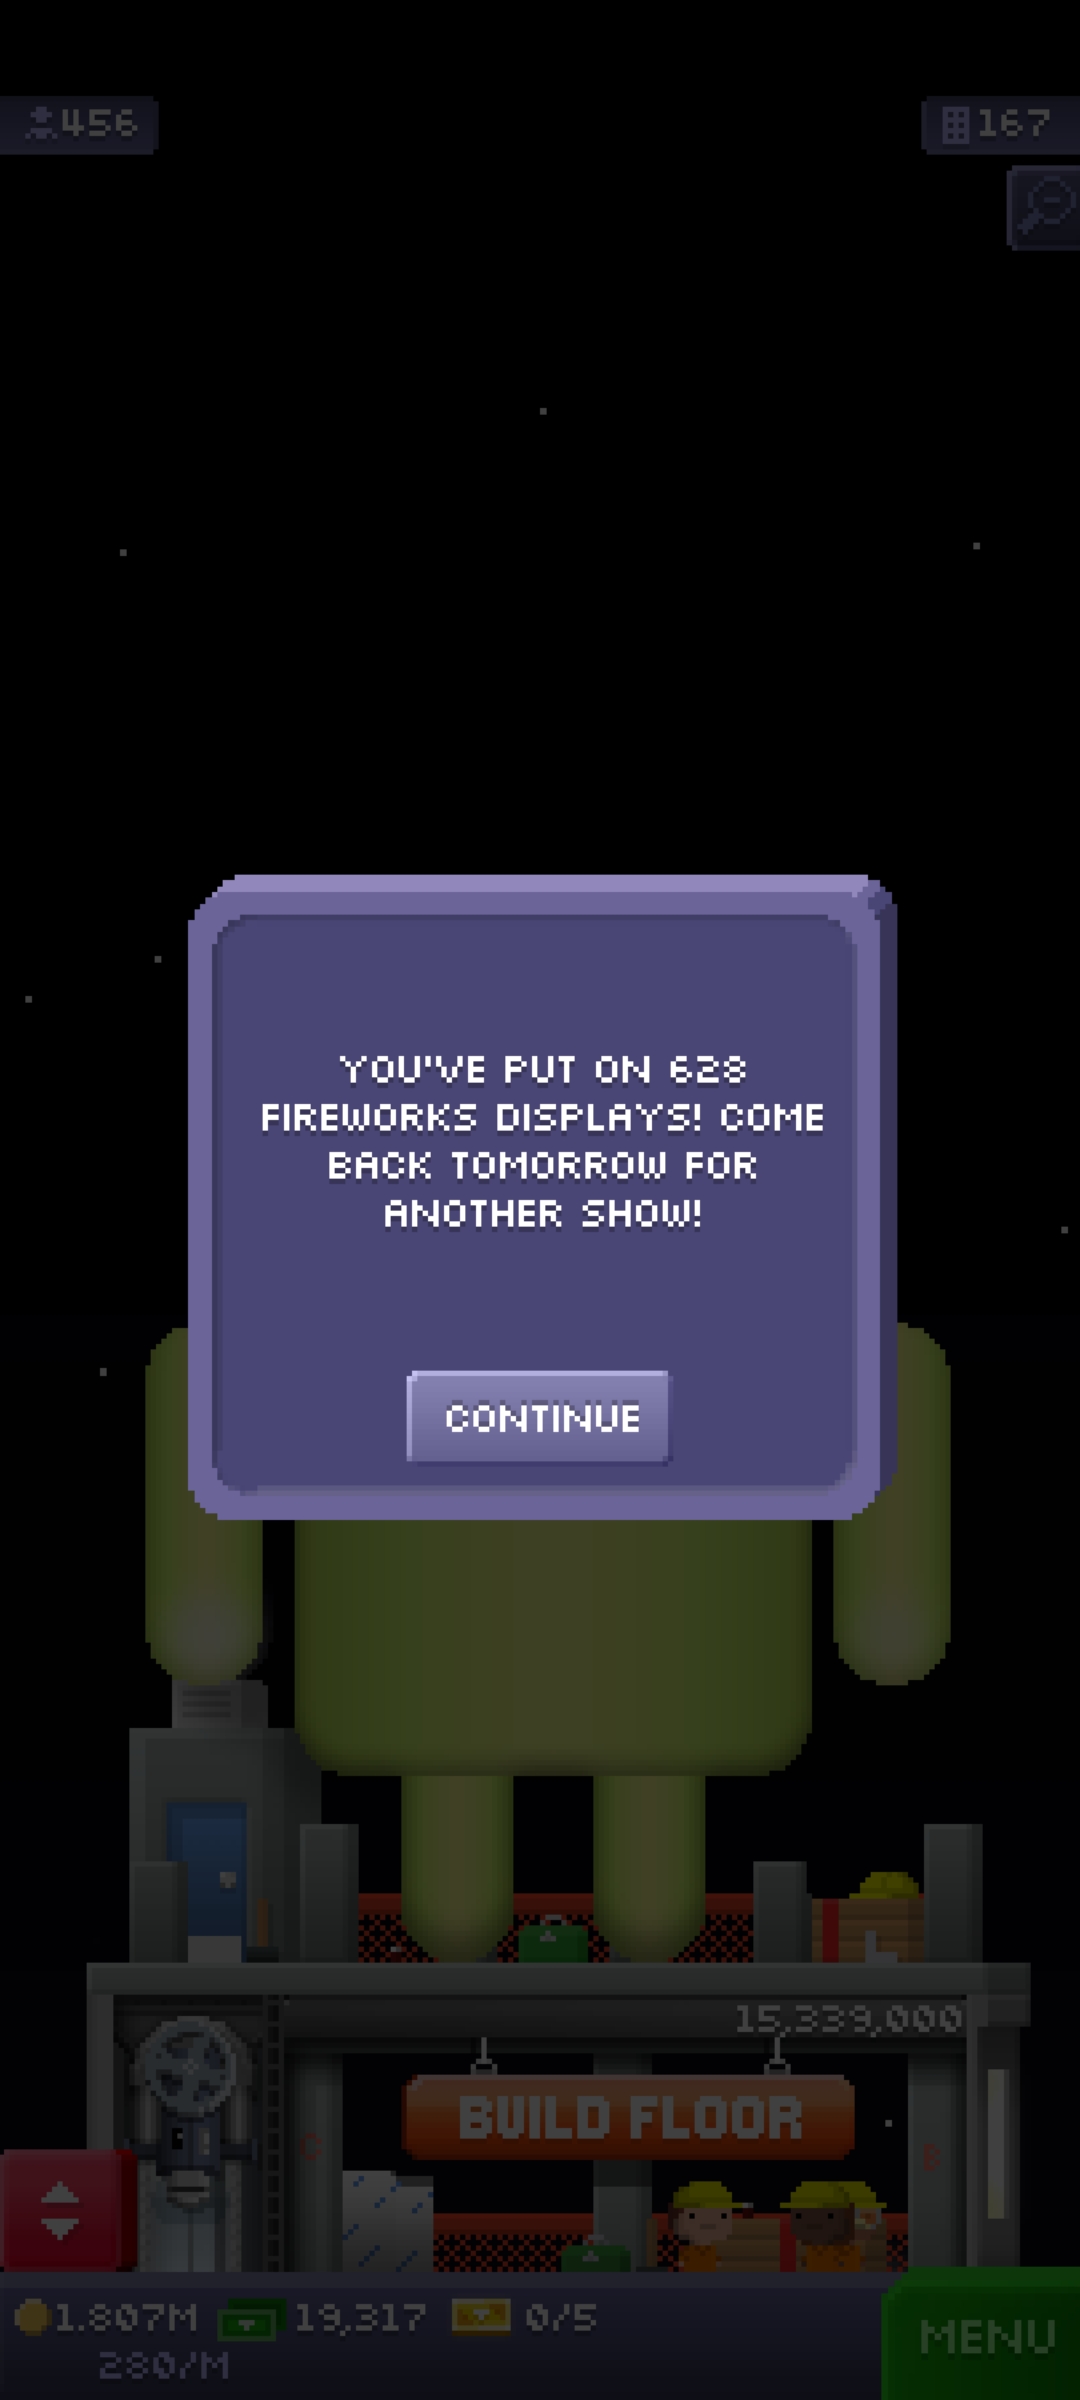 456
167
YOU'VE PUT ON 628
FIREWORKS DISPLAYS! COME
BACK TOMORROW FOR
ANOTHER SHOW!
CONTINUE
15,339,000
BUILD FLOOR
C
B
1.807M 19,317 0/5
280/M
MENU